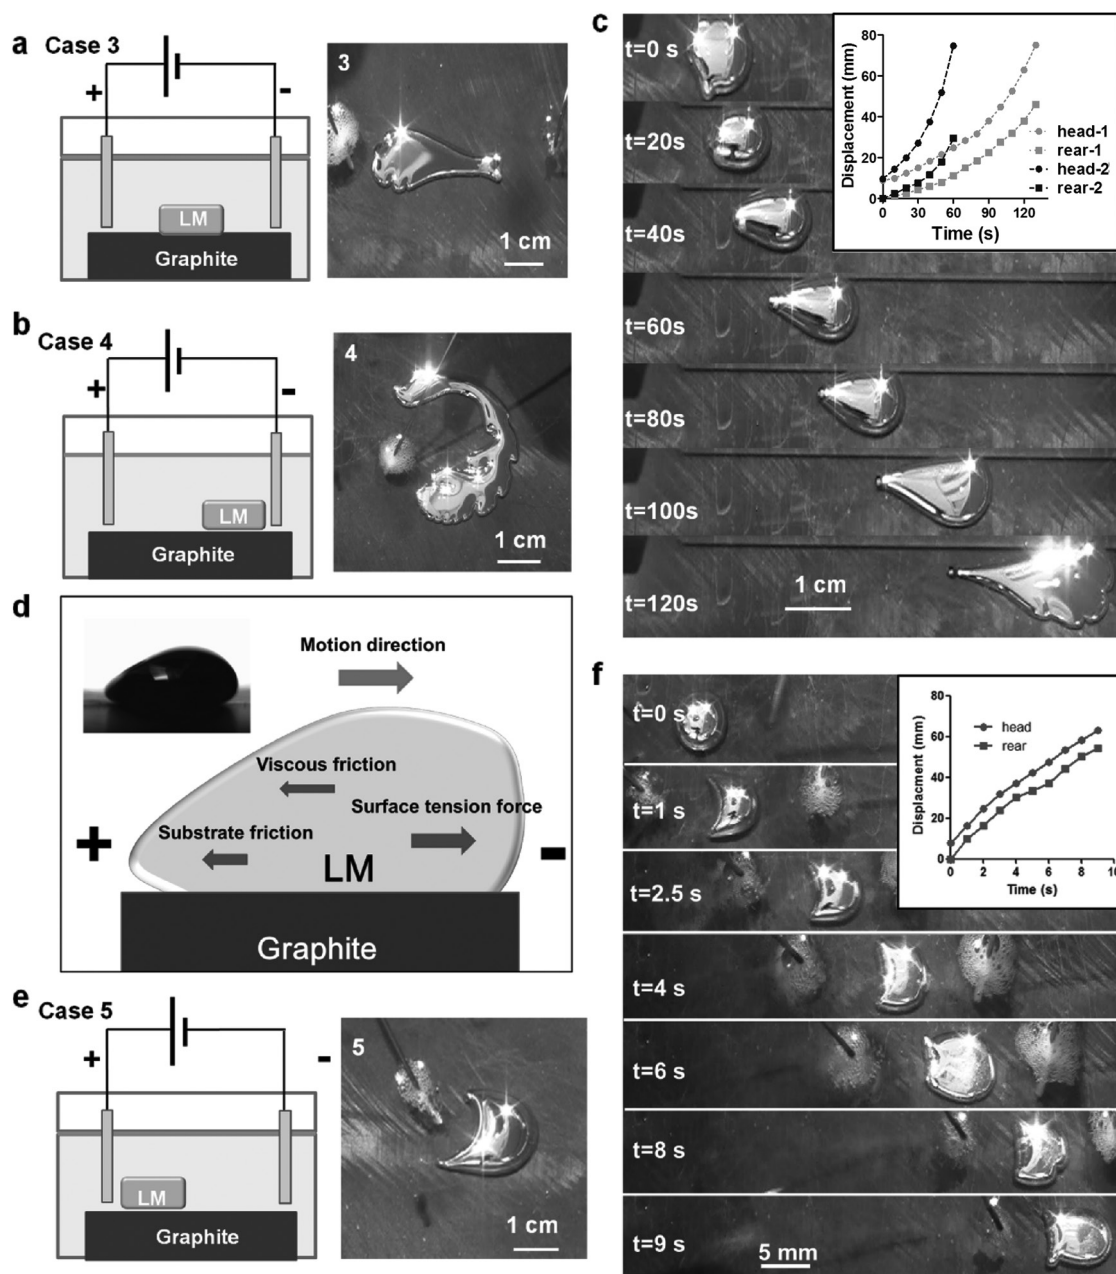 a
Case 3
+
-
LM
Graphite
3
1 cm
b
Case 4
+
-
LM
Graphite
4
1 cm
c
t=0 s
t=20s
t=40s
t=60s
t=80s
t=100s
t=120s
1 cm
Displacement (mm)
80
60
40
20
0
0 30 60 90 120
Time (s)
head-1
rear-1
head-2
rear-2
d
Motion direction
Viscous friction
Surface tension force
Substrate friction
+
-
LM
Graphite
e
Case 5
+
-
LM
Graphite
5
1 cm
f
t=0 s
t=1 s
t=2.5 s
t=4 s
t=6 s
t=8 s
t=9 s
5 mm
Displacment (mm)
80
60
40
20
0
0 2 4 6 8 10
Time (s)
head
rear